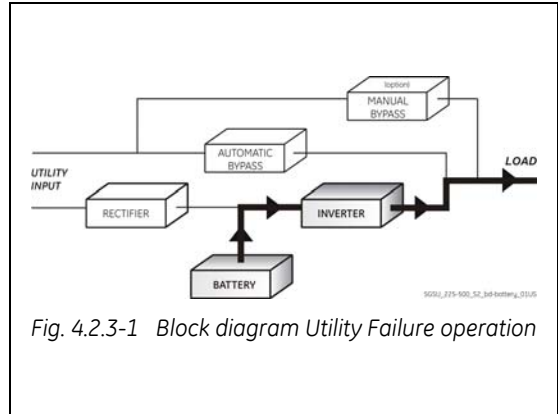 (option)
MANUAL
BYPASS
AUTOMATIC
BYPASS
UTILITY
INPUT
LOAD
RECTIFIER
INVERTER
BATTERY
SGSU_225-500_S2_bd-battery_01US
Fig. 4.2.3-1 Block diagram Utility Failure operation